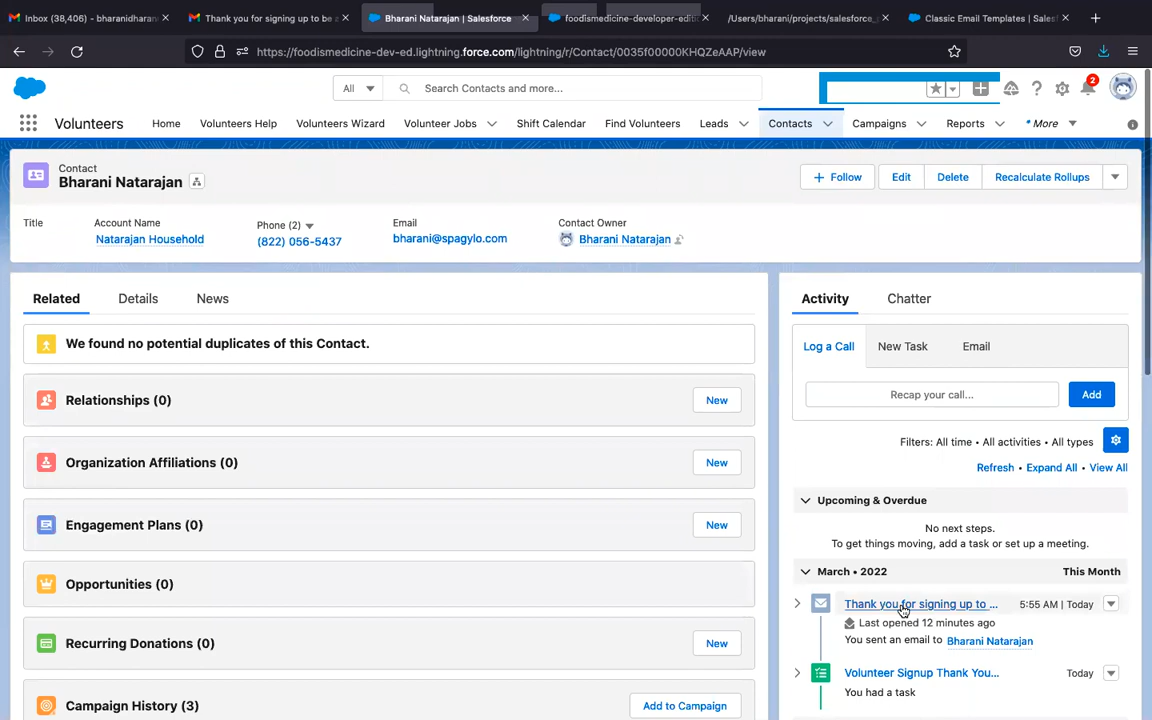 Inbox (38,406) - bharanidharan
Thank you for signing up to be a
Bharani Natarajan | Salesforce
foodismedicine-developer-editi
/Users/bharani/projects/salesforce_
Classic Email Templates | Sales
https://foodismedicine-dev-ed.lightning.force.com/lightning/r/Contact/0035f00000KHQZeAAP/view
All
Search Contacts and more...
2
Volunteers
Home
Volunteers Help
Volunteers Wizard
Volunteer Jobs
Shift Calendar
Find Volunteers
Leads
Contacts
Campaigns
Reports
* More
Contact
Bharani Natarajan
Follow
Edit
Delete
Recalculate Rollups
Title
Account Name
Natarajan Household
Phone (2)
(822) 056-5437
Email
bharani@spagylo.com
Contact Owner
Bharani Natarajan
Related
Details
News
We found no potential duplicates of this Contact.
Relationships (0)
New
Organization Affiliations (0)
New
Engagement Plans (0)
New
Opportunities (0)
Recurring Donations (0)
New
Campaign History (3)
Add to Campaign
Activity
Chatter
Log a Call
New Task
Email
Recap your call...
Add
Filters: All time • All activities • All types
Refresh • Expand All • View All
Upcoming & Overdue
No next steps.
To get things moving, add a task or set up a meeting.
March • 2022
This Month
Thank you for signing up to ...
5:55 AM | Today
Last opened 12 minutes ago
You sent an email to Bharani Natarajan
Volunteer Signup Thank You...
Today
You had a task